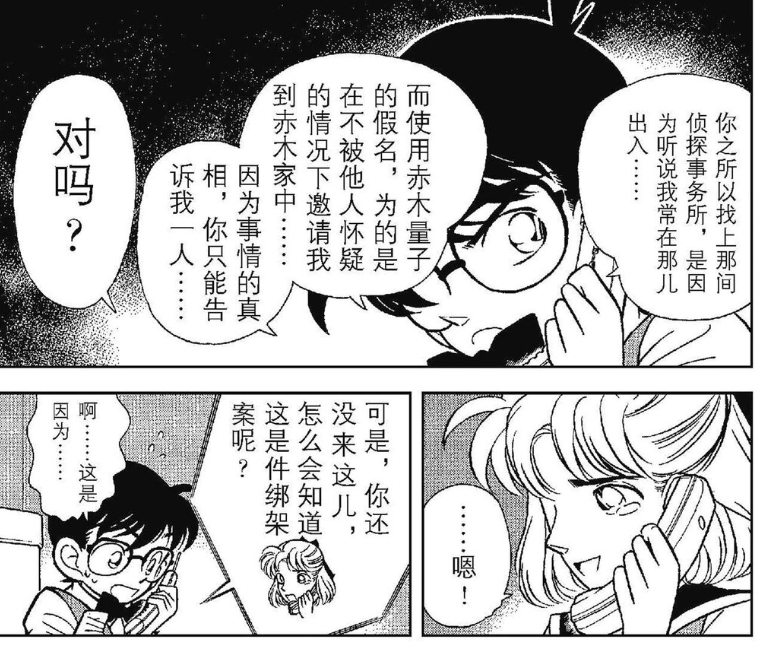 你之所以找上那间
侦探事务所，是因
为听说我常在那儿
出入……
而使用赤木量子
的假名，为的是
在不被他人怀疑
的情况下邀请我
到赤木家中……
因为事情的真
相，你只能告
诉我一人……
对吗？
……嗯！
可是，你还
没来这儿，
怎么会知道
这是件绑架
案呢？
啊……这是
因为……